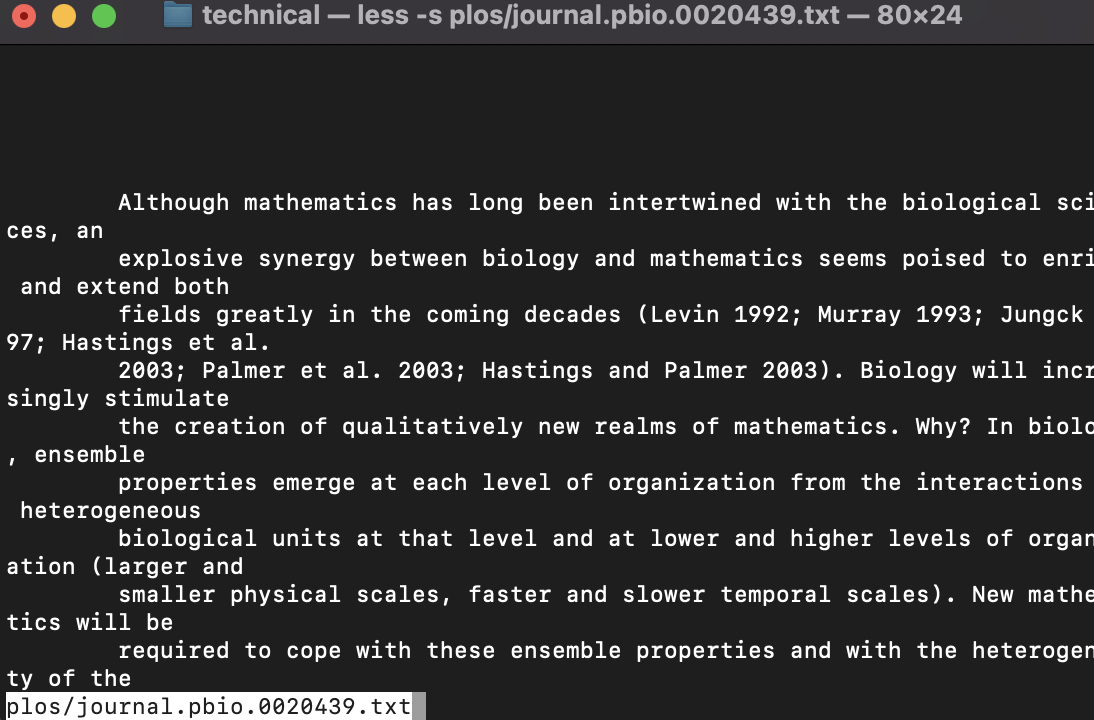 technical — less -s plos/journal.pbio.0020439.txt — 80×24
Although mathematics has long been intertwined with the biological sci
ces, an
explosive synergy between biology and mathematics seems poised to enri
and extend both
fields greatly in the coming decades (Levin 1992; Murray 1993; Jungck
97; Hastings et al.
2003; Palmer et al. 2003; Hastings and Palmer 2003). Biology will incr
singly stimulate
the creation of qualitatively new realms of mathematics. Why? In biolo
, ensemble
properties emerge at each level of organization from the interactions
heterogeneous
biological units at that level and at lower and higher levels of organ
ation (larger and
smaller physical scales, faster and slower temporal scales). New mathe
tics will be
required to cope with these ensemble properties and with the heterogen
ty of the
plos/journal.pbio.0020439.txt